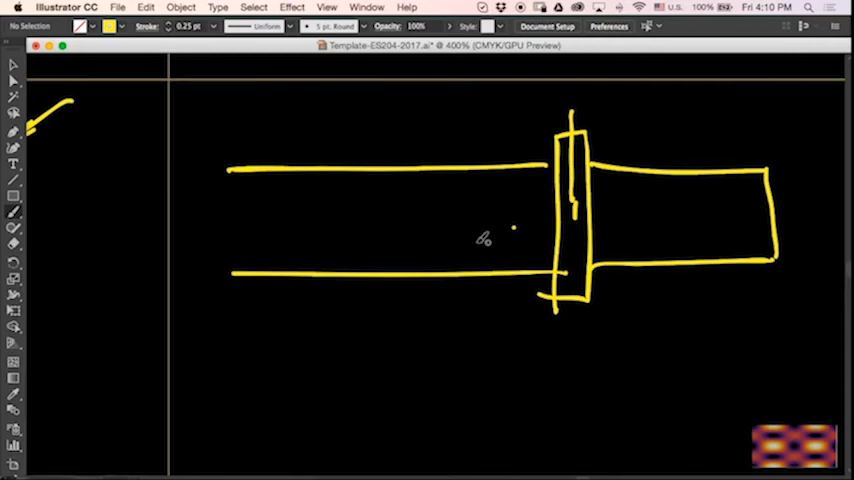 Illustrator CC File Edit Object Type Select Effect View Window Help U.S. 100% Fri 4:10 PM
No Selection Stroke: 0.25 pt Uniform 5 pt. Round Opacity: 100% Style: Document Setup Preferences
Template-ES204-2017.ai* @ 400% (CMYK/GPU Preview)